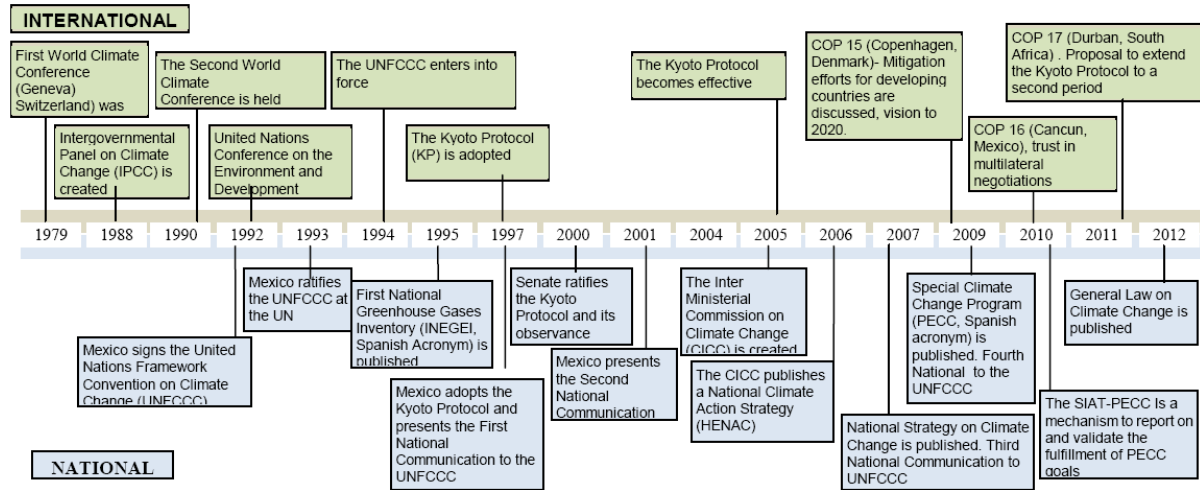 INTERNATIONAL
First World Climate
Conference
(Geneva)
Switzerland) was
The Second World
Climate
Conference is held
The UNFCCC enters into
force
The Kyoto Protocol
becomes effective
COP 15 (Copenhagen,
Denmark)- Mitigation
efforts for developing
countries are
discussed, vision to
2020.
COP 17 (Durban, South
Africa) . Proposal to extend
the Kyoto Protocol to a
second period
Intergovernmental
Panel on Climate
Change (IPCC) is
created
United Nations
Conference on the
Environment and
Development
The Kyoto Protocol
(KP) is adopted
COP 16 (Cancun,
Mexico), trust in
multilateral
negotiations
1979 1988 1990 1992 1993 1994 1995 1997 2000 2001 2004 2005 2006 2007 2009 2010 2011 2012
Mexico ratifies
the UNFCCC at
the UN
First National
Greenhouse Gases
Inventory (INEGEI,
Spanish Acronym) is
published
Senate ratifies
the Kyoto
Protocol and its
observance
The Inter
Ministerial
Commission on
Climate Change
(CICC) is created
Special Climate
Change Program
(PECC, Spanish
acronym) is
published. Fourth
National to the
UNFCCC
General Law on
Climate Change is
published
Mexico signs the United
Nations Framework
Convention on Climate
Change (UNFCCC)
Mexico adopts the
Kyoto Protocol and
presents the First
National
Communication to the
UNFCCC
Mexico presents
the Second
National
Communication
The CICC publishes
a National Climate
Action Strategy
(HENAC)
National Strategy on Climate
Change is published. Third
National Communication to
UNFCCC
The SIAT-PECC Is a
mechanism to report on
and validate the
fulfillment of PECC
goals
NATIONAL